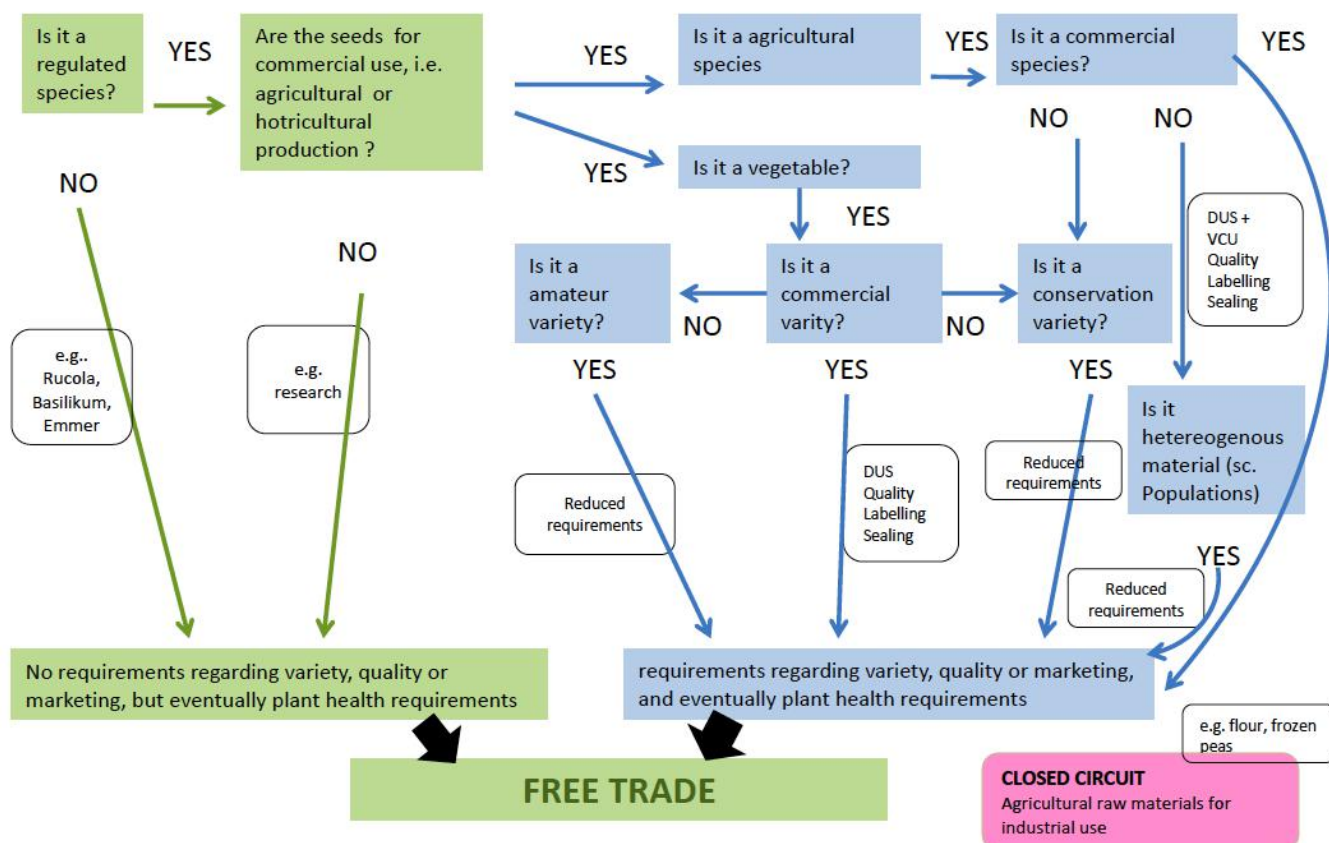 Is it a
regulated
species?
YES
Are the seeds for
commercial use, i.e.
agricultural or
hotricultural
production ?
YES
Is it a agricultural
species
YES
Is it a commercial
species?
YES
NO
NO
YES
Is it a vegetable?
NO
YES
DUS +
VCU
Quality
Labelling
Sealing
NO
Is it a
amateur
variety?
NO
Is it a
commercial
varity?
NO
Is it a
conservation
variety?
e.g..
Rucola,
Basilikum,
Emmer
e.g.
research
YES
YES
YES
Is it
hetereogenous
material (sc.
Populations)
Reduced
requirements
DUS
Quality
Labelling
Sealing
Reduced
requirements
YES
Reduced
requirements
No requirements regarding variety, quality or
marketing, but eventually plant health requirements
requirements regarding variety, quality or marketing,
and eventually plant health requirements
e.g. flour, frozen
peas
FREE TRADE
CLOSED CIRCUIT
Agricultural raw materials for
industrial use